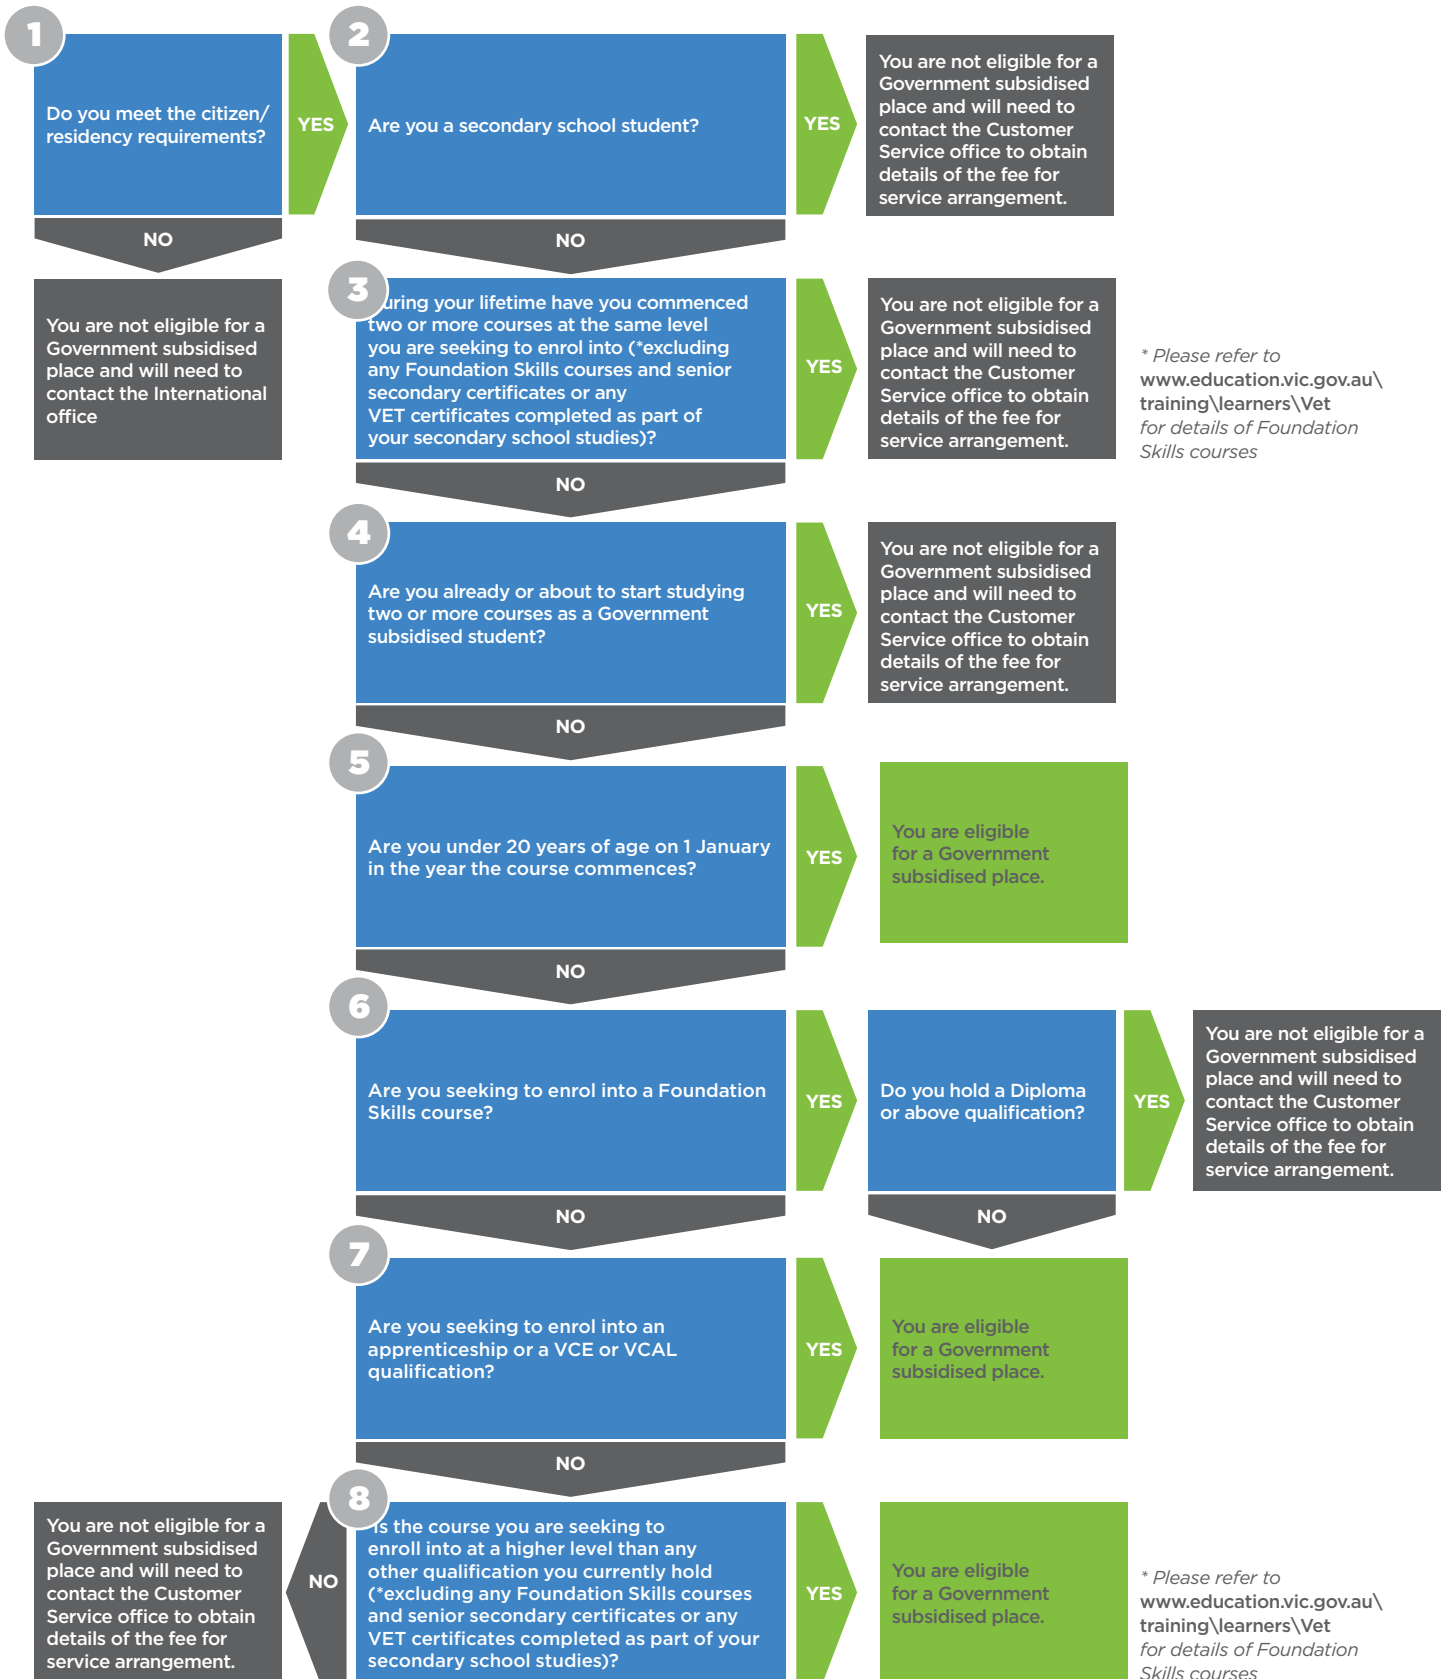 1
Do you meet the citizen/
residency requirements?
YES
NO
You are not eligible for a
Government subsidised
place and will need to
contact the International
office
2
Are you a secondary school student?
YES
You are not eligible for a
Government subsidised
place and will need to
contact the Customer
Service office to obtain
details of the fee for
service arrangement.
NO
3
uring your lifetime have you commenced
two or more courses at the same level
you are seeking to enrol into (*excluding
any Foundation Skills courses and senior
secondary certificates or any
VET certificates completed as part of
your secondary school studies)?
YES
You are not eligible for a
Government subsidised
place and will need to
contact the Customer
Service office to obtain
details of the fee for
service arrangement.
* Please refer to
www.education.vic.gov.au\
training\learners\Vet
for details of Foundation
Skills courses
NO
4
Are you already or about to start studying
two or more courses as a Government
subsidised student?
YES
You are not eligible for a
Government subsidised
place and will need to
contact the Customer
Service office to obtain
details of the fee for
service arrangement.
NO
5
Are you under 20 years of age on 1 January
in the year the course commences?
YES
You are eligible
for a Government
subsidised place.
NO
6
Are you seeking to enrol into a Foundation
Skills course?
YES
Do you hold a Diploma
or above qualification?
YES
You are not eligible for a
Government subsidised
place and will need to
contact the Customer
Service office to obtain
details of the fee for
service arrangement.
NO
NO
7
Are you seeking to enrol into an
apprenticeship or a VCE or VCAL
qualification?
YES
You are eligible
for a Government
subsidised place.
NO
8
Is the course you are seeking to
enroll into at a higher level than any
other qualification you currently hold
(*excluding any Foundation Skills courses
and senior secondary certificates or any
VET certificates completed as part of your
secondary school studies)?
NO
You are not eligible for a
Government subsidised
place and will need to
contact the Customer
Service office to obtain
details of the fee for
service arrangement.
YES
You are eligible
for a Government
subsidised place.
* Please refer to
www.education.vic.gov.au\
training\learners\Vet
for details of Foundation
Skills courses